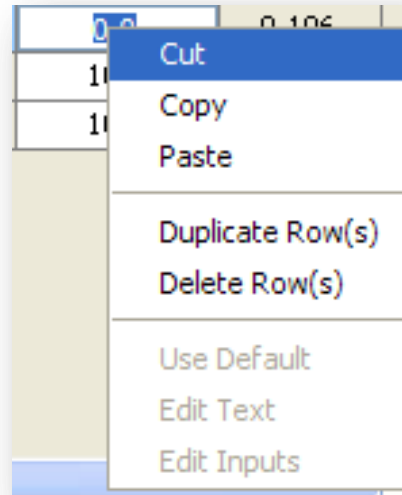 Cut
Copy
Paste
Duplicate Row(s)
Delete Row(s)
Use Default
Edit Text
Edit Inputs